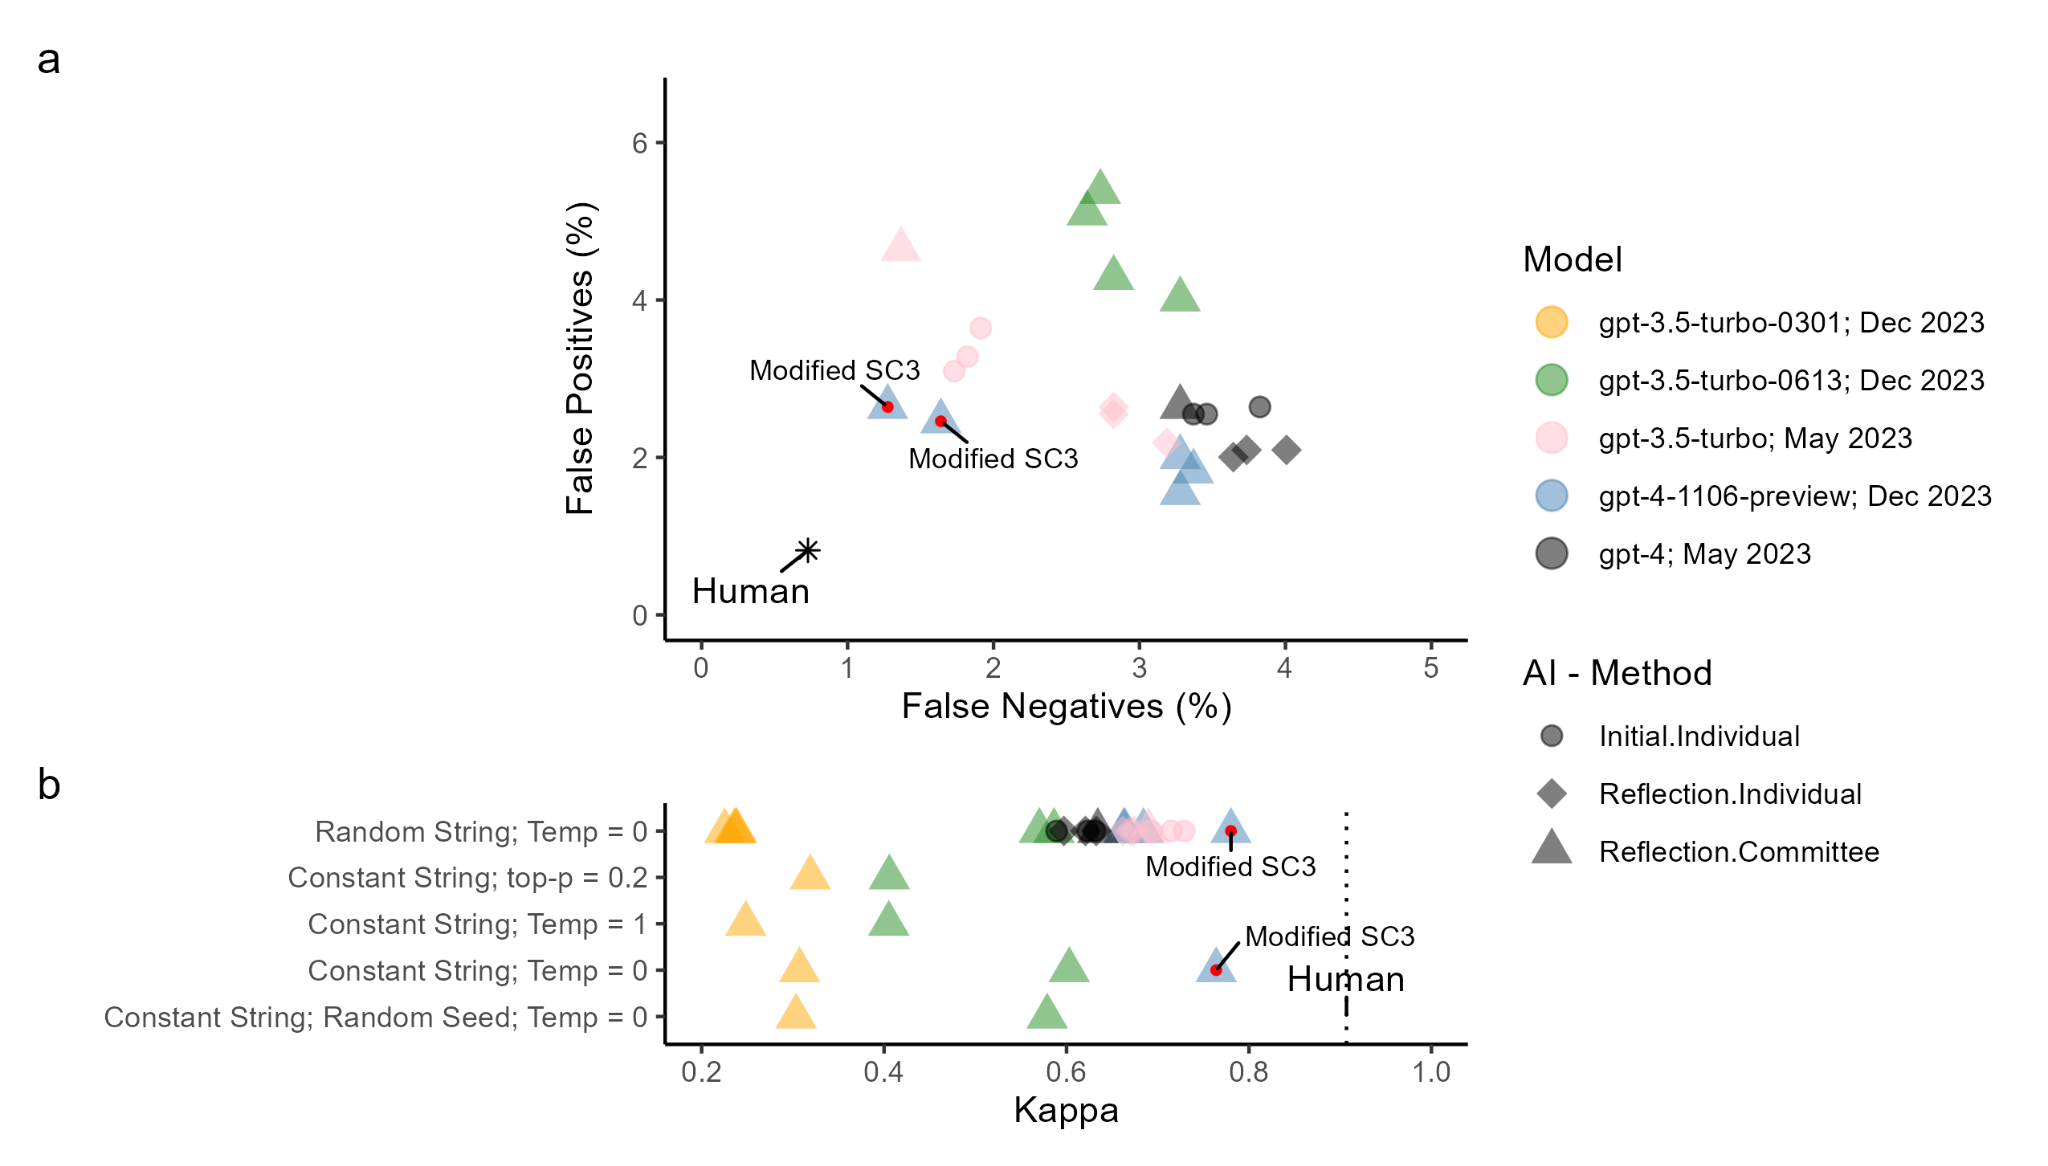 a
False Positives (%)
6
4
2
0
Modified SC3
Modified SC3
Human
0 1 2 3 4 5
False Negatives (%)
Model
gpt-3.5-turbo-0301; Dec 2023
gpt-3.5-turbo-0613; Dec 2023
gpt-3.5-turbo; May 2023
gpt-4-1106-preview; Dec 2023
gpt-4; May 2023
AI - Method
Initial.Individual
Reflection.Individual
Reflection.Committee
b
Random String; Temp = 0
Constant String; top-p = 0.2
Constant String; Temp = 1
Constant String; Temp = 0
Constant String; Random Seed; Temp = 0
Modified SC3
Modified SC3
Human
0.2 0.4 0.6 0.8 1.0
Kappa